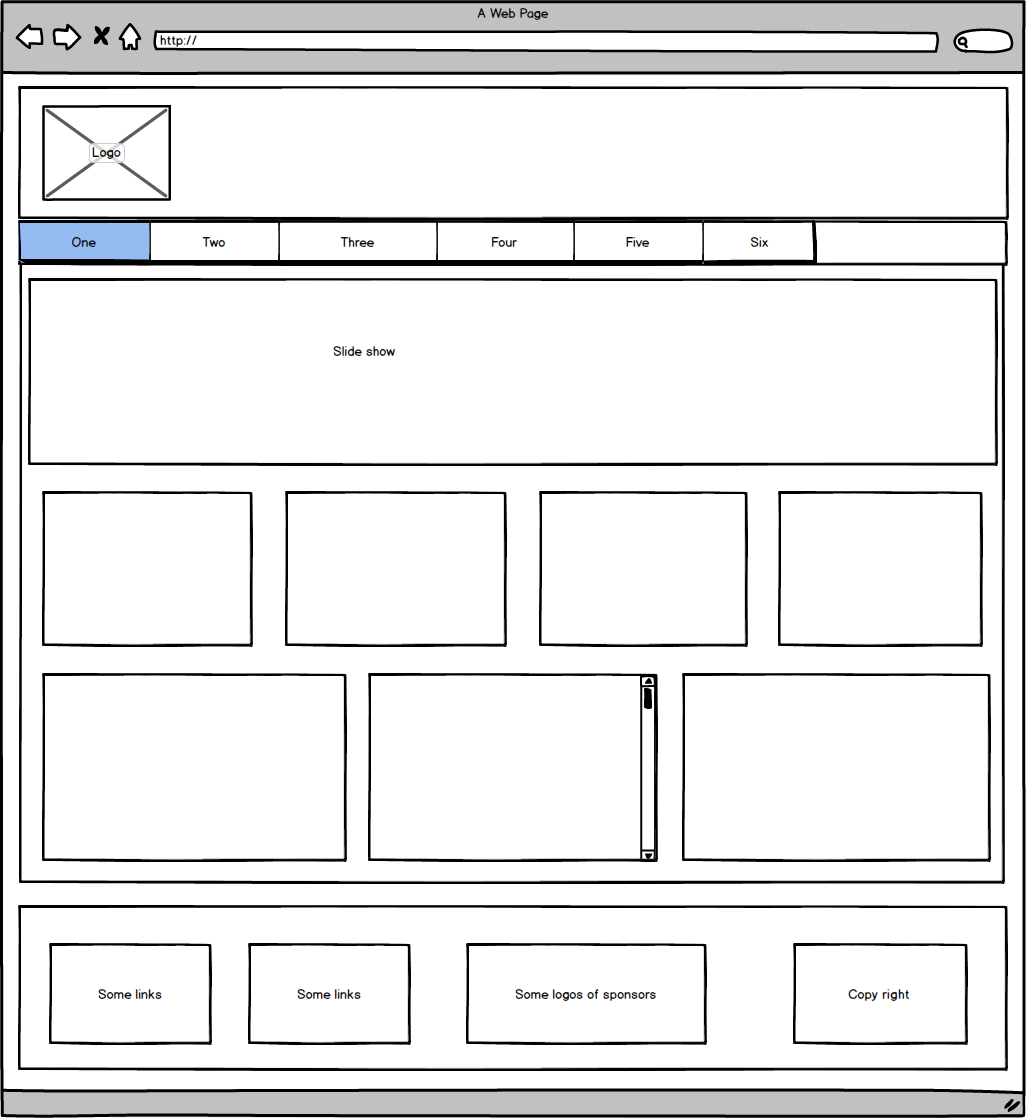 A Web Page
http://
Logo
One
Two
Three
Four
Five
Six
Slide show
Some links
Some links
Some logos of sponsors
Copy right